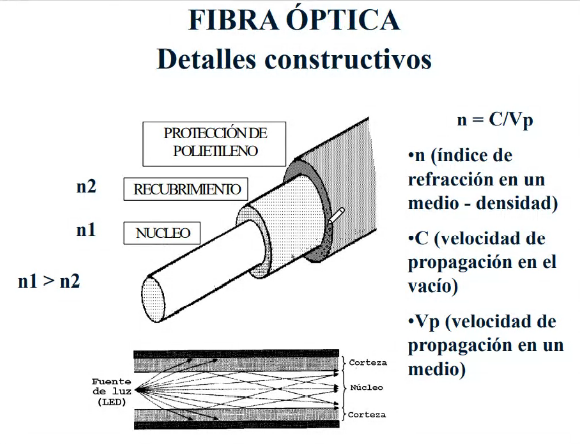 FIBRA ÓPTICA
Detalles constructivos
PROTECCIÓN DE
POLIETILENO
n2
RECUBRIMIENTO
n1
NUCLEO
n1 > n2
n = C/Vp
•n (índice de
refracción en un
medio - densidad)
•C (velocidad de
propagación en el
vacío)
•Vp (velocidad de
propagación en un
medio)
Fuente
de luz
(LED)
Corteza
Núcleo
Corteza